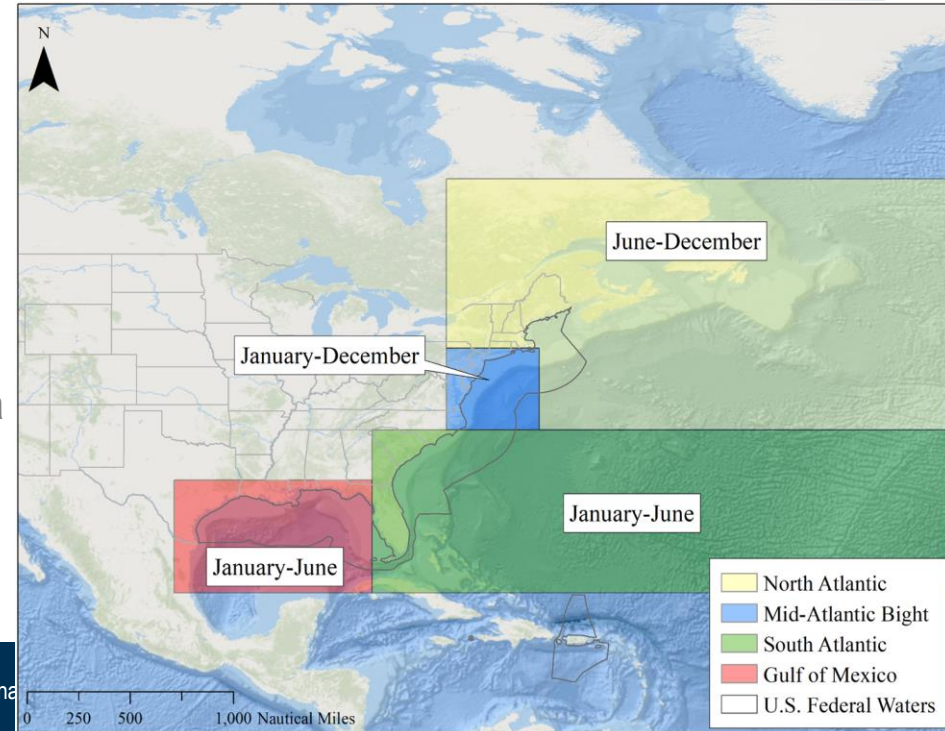 N
June-December
January-December
January-June
January-June
North Atlantic
Mid-Atlantic Bight
South Atlantic
Gulf of Mexico
U.S. Federal Waters
0 250 500 1,000 Nautical Miles